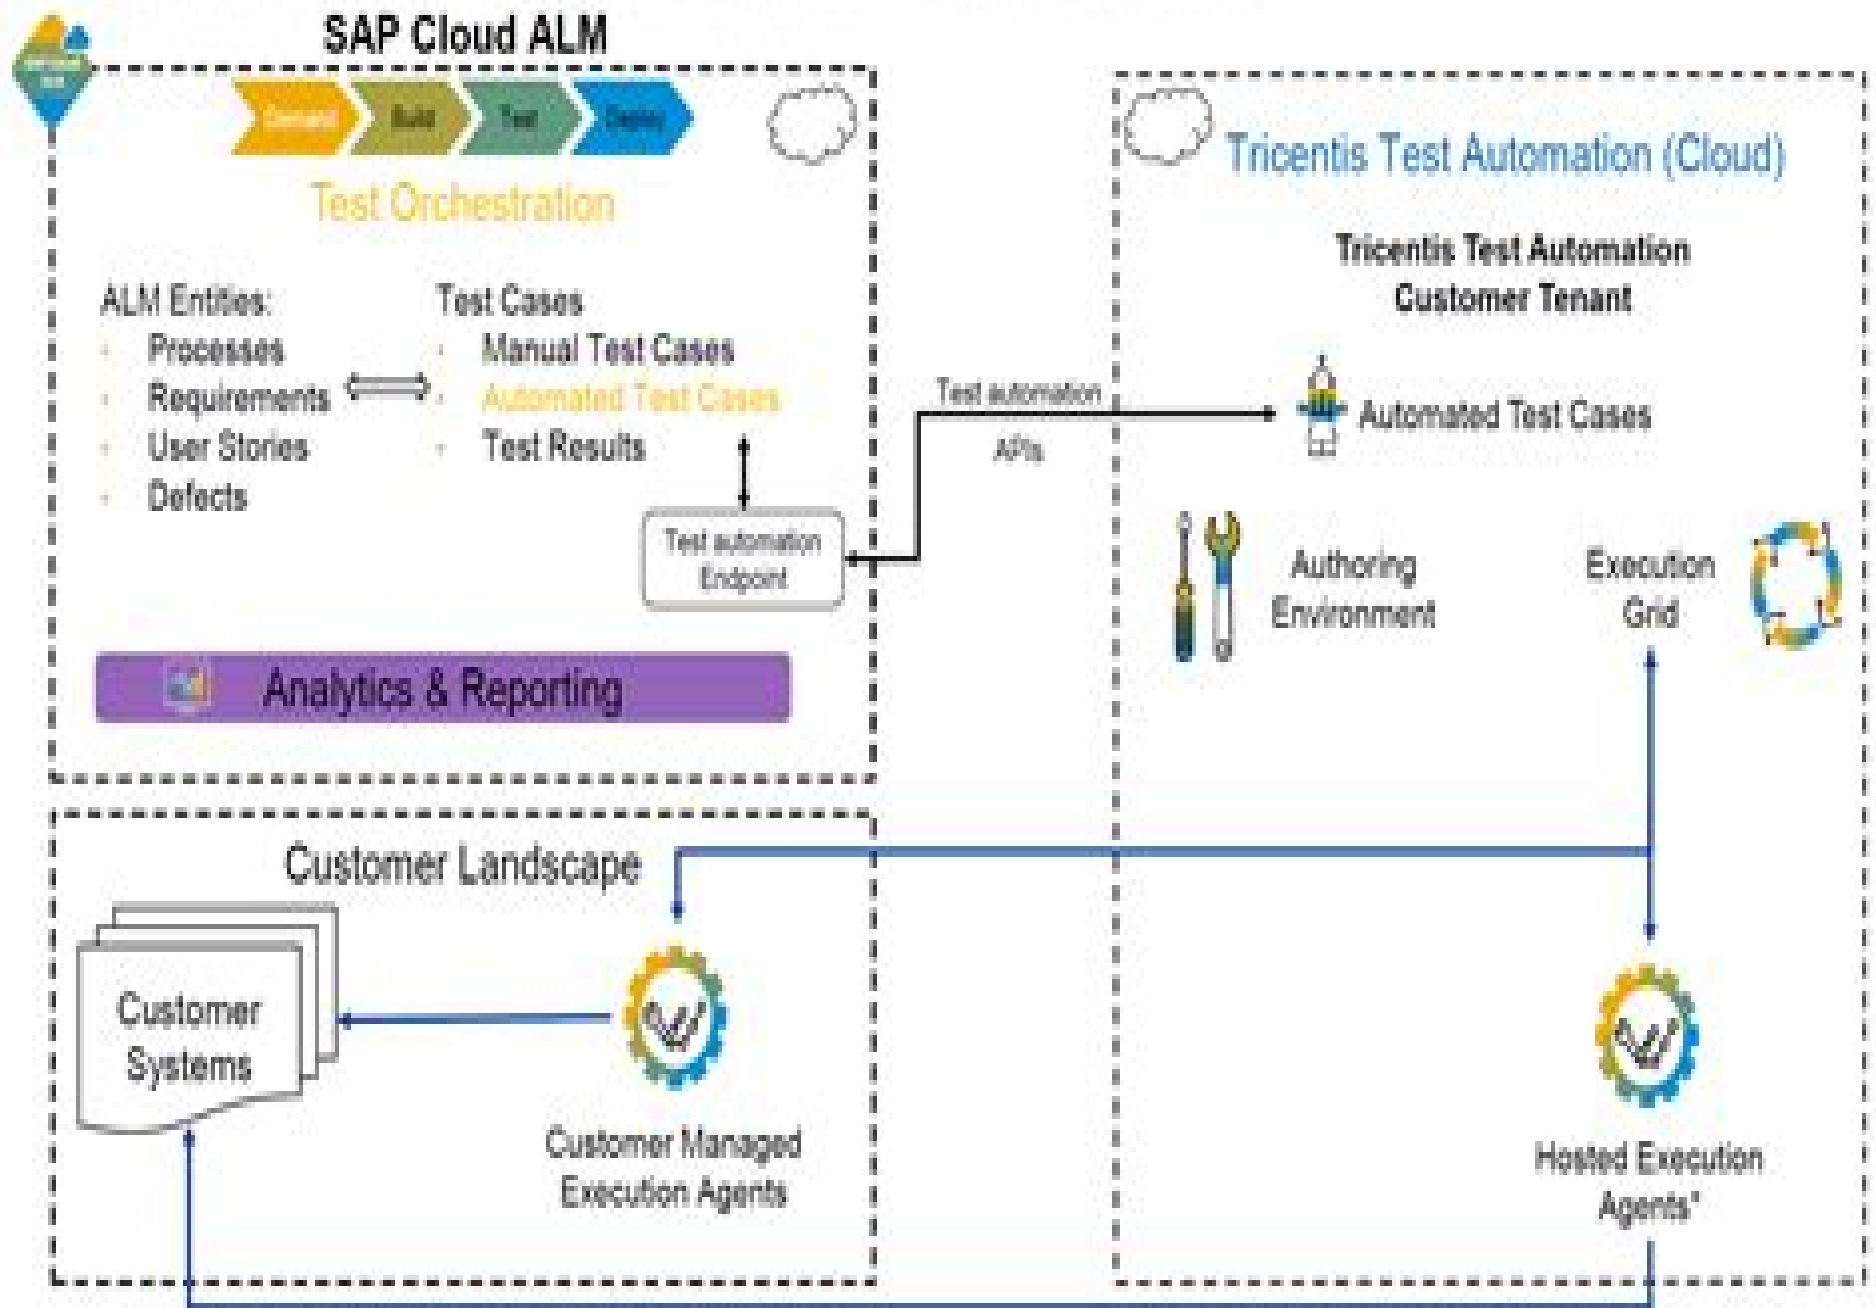 SAP Cloud ALM
Demand
Build
Test
Deploy
Test Orchestration
ALM Entities:
Processes
Requirements
User Stories
Defects
Test Cases
Manual Test Cases
Automated Test Cases
Test Results
Test automation
Endpoint
Analytics & Reporting
Test automation
APIs
Tricentis Test Automation (Cloud)
Tricentis Test Automation
Customer Tenant
Automated Test Cases
Authoring
Environment
Execution
Grid
Customer Landscape
Customer
Systems
Customer Managed
Execution Agents
Hosted Execution
Agents*